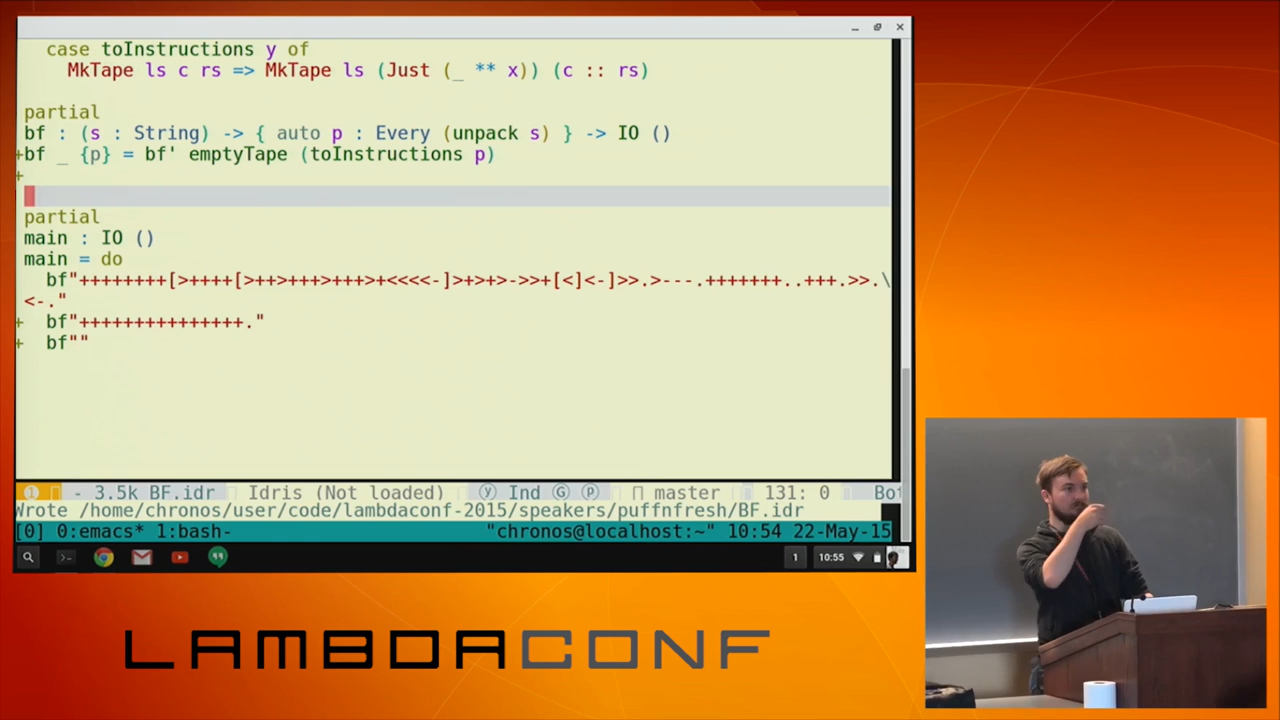 case toInstructions y of
MkTape ls c rs => MkTape ls (Just (_ ** x)) (c :: rs)
partial
bf : (s : String) -> { auto p : Every (unpack s) } -> IO ()
+bf _ {p} = bf' emptyTape (toInstructions p)
+
partial
main : IO ()
main = do
bf"++++++++[>++++[>++>+++>+++>+<<<<-]>+>+>->>+[<]<-]>>.>---.+++++++..+++.>>.\
<-."
+ bf"+++++++++++++++."
+ bf""
1 - 3.5k BF.idr Idris (Not loaded) y Ind G P master 131: 0 Bot
Wrote /home/chronos/user/code/lambdaconf-2015/speakers/puffnfresh/BF.idr
[0] 0:emacs* 1:bash- "chronos@localhost:~" 10:54 22-May-15
1 10:55
LAMBDACONF